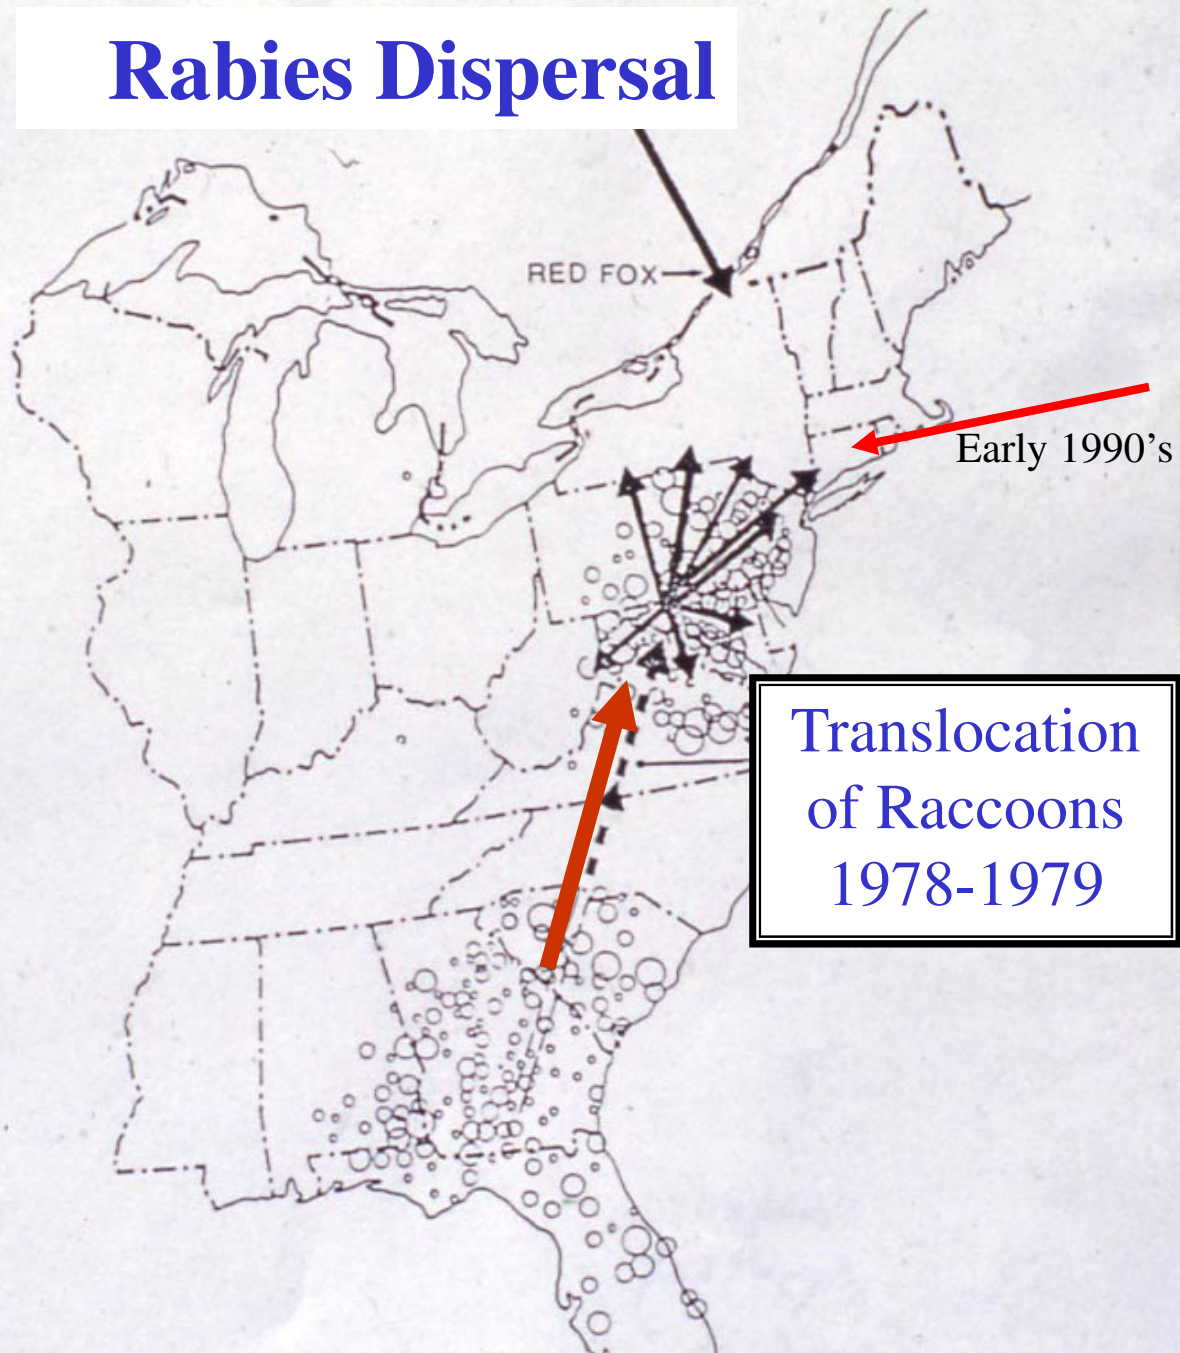 Rabies Dispersal
RED FOX
Early 1990's
Translocation
of Raccoons
1978-1979